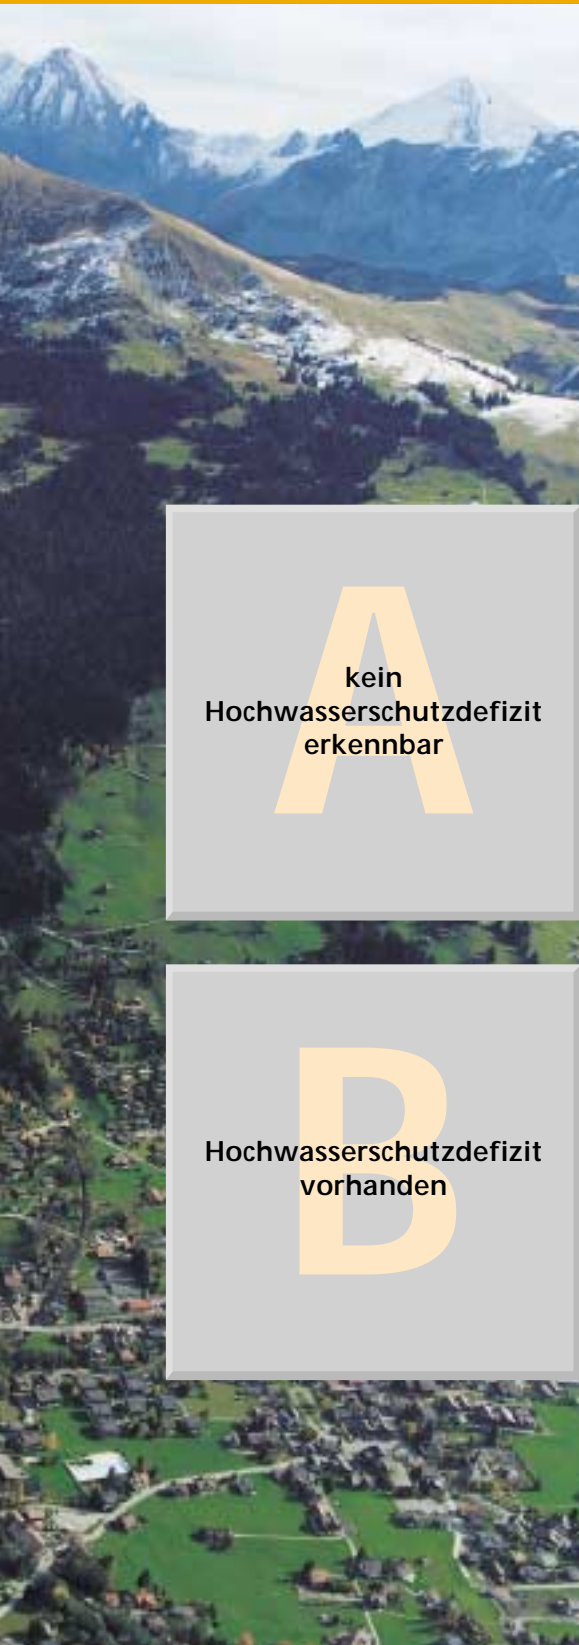 A
kein
Hochwasserschutzdefizit
erkennbar
B
Hochwasserschutzdefizit
vorhanden